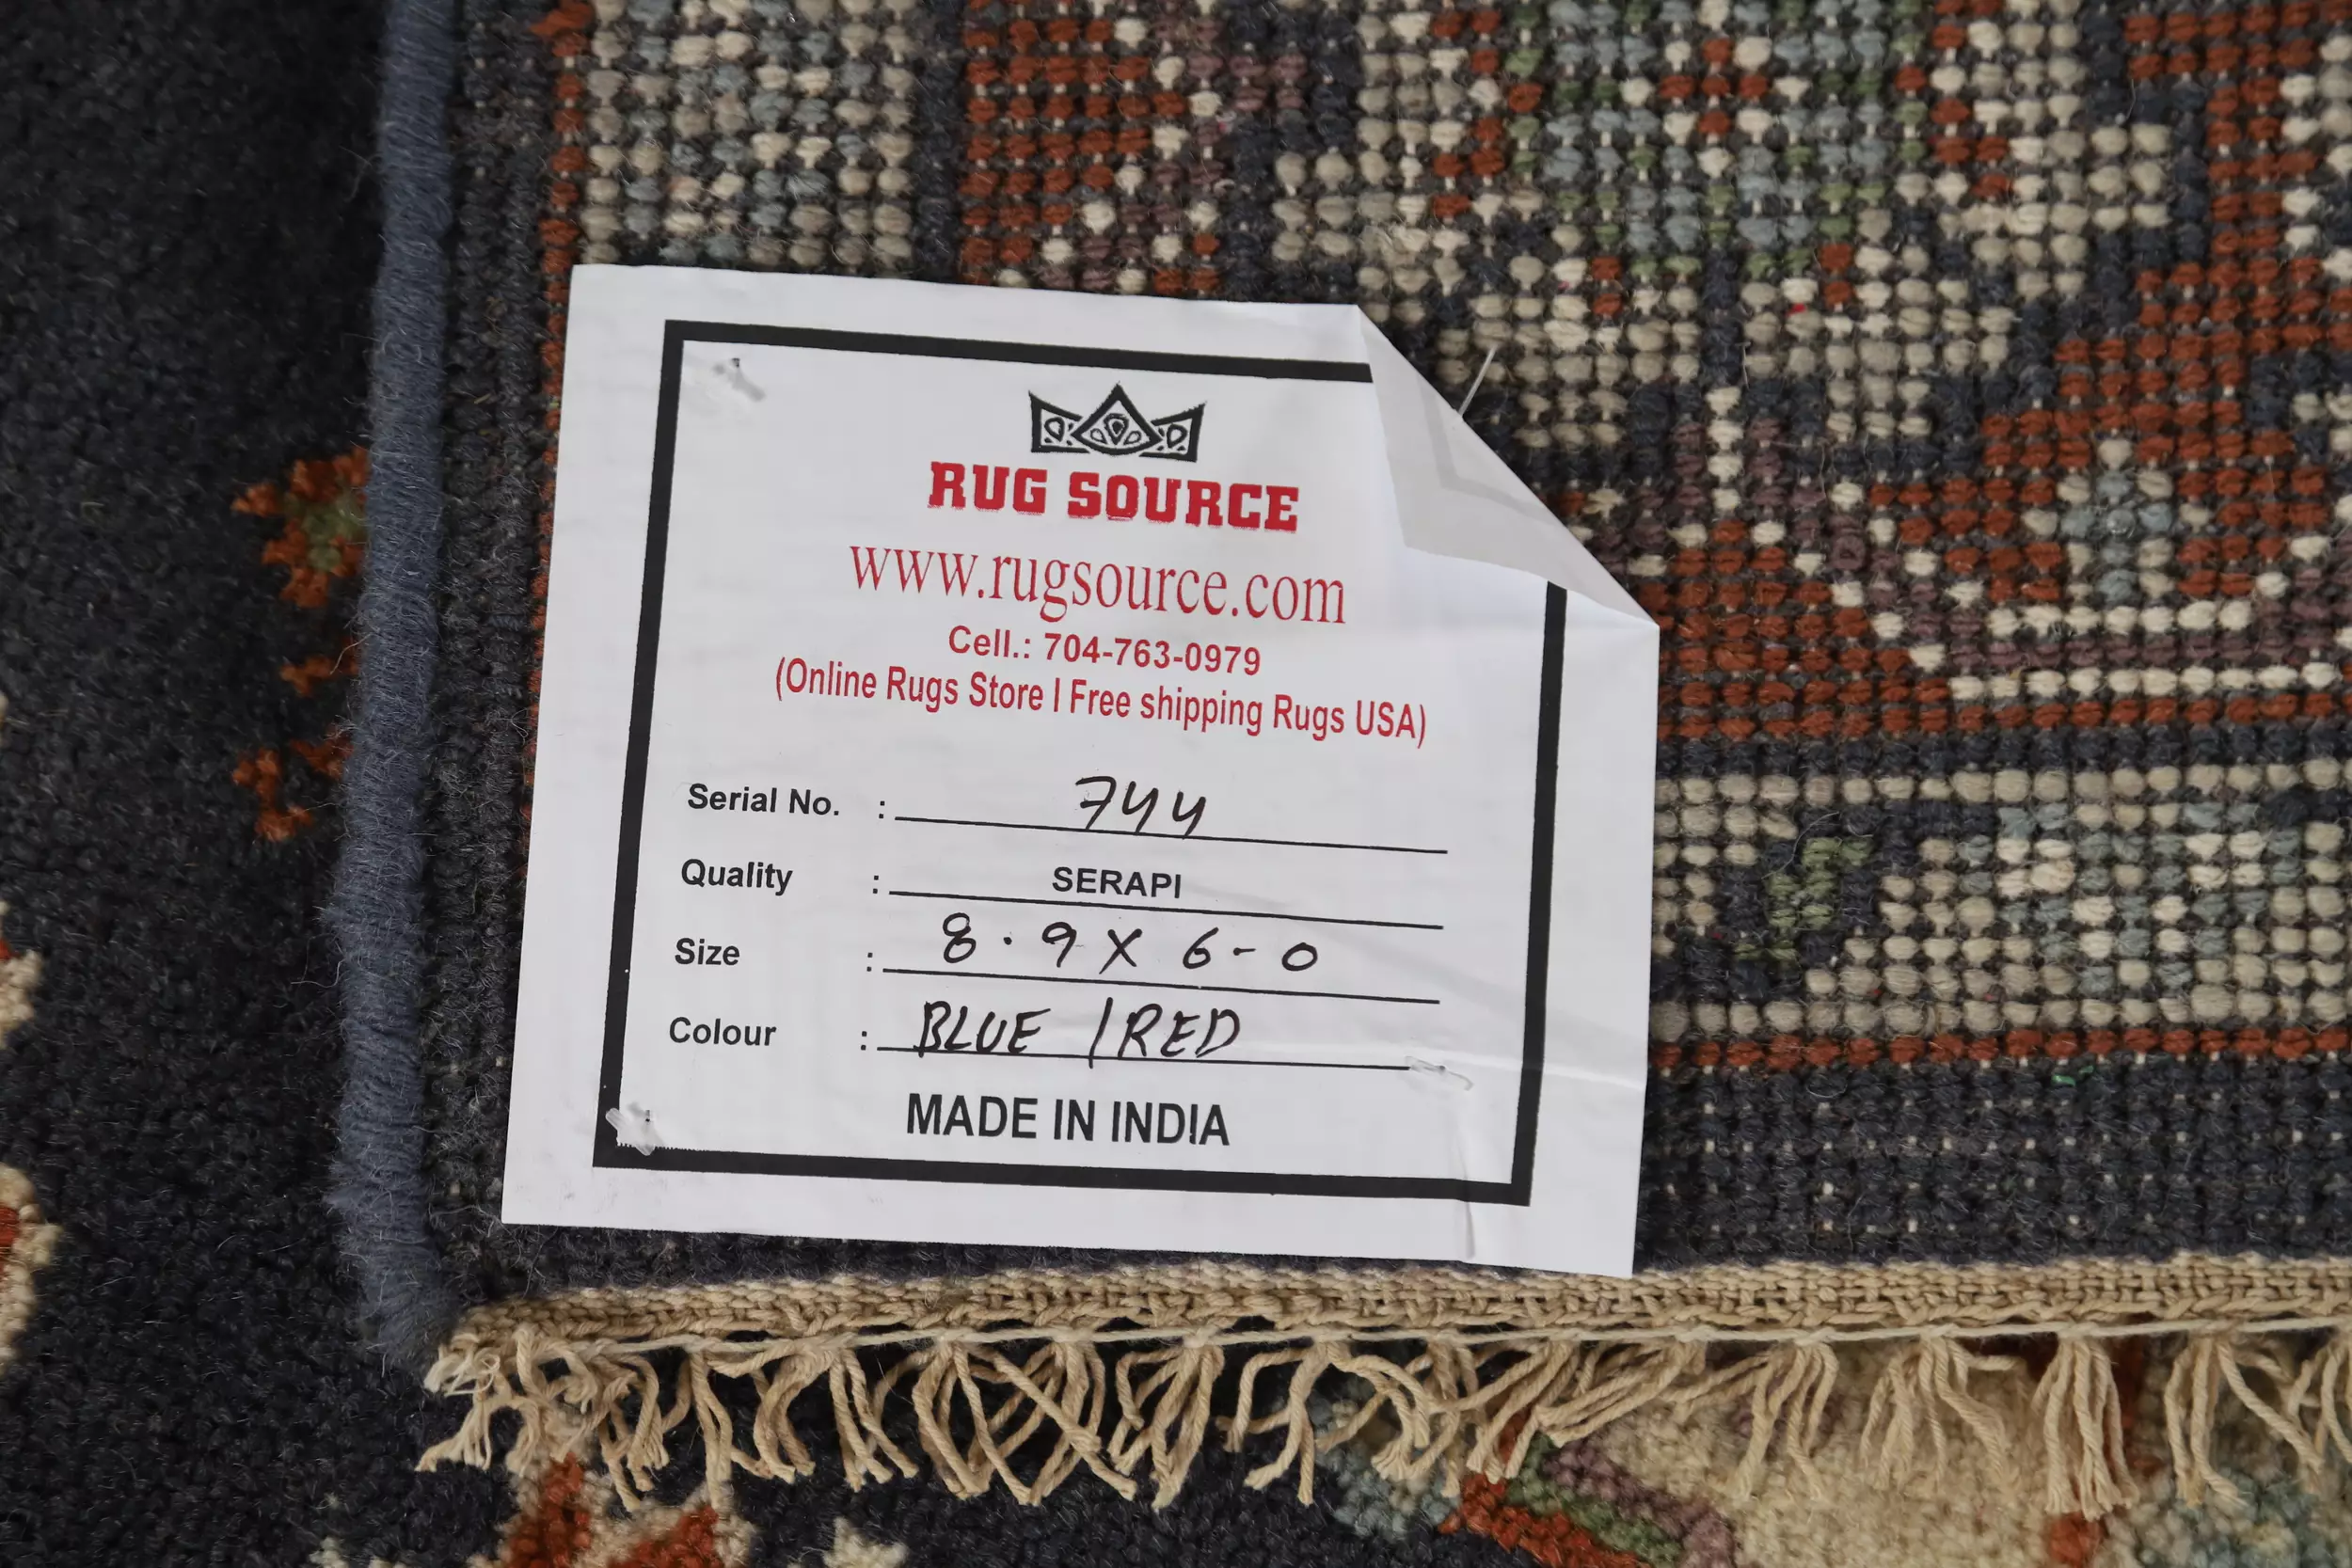 RUG SOURCE
www.rugsource.com
Cell.: 704-763-0979
(Online Rugs Store | Free shipping Rugs USA)
Serial No. : 744
Quality : SERAPI
Size : 8.9 X 6-0
Colour : BLUE / RED
MADE IN INDIA